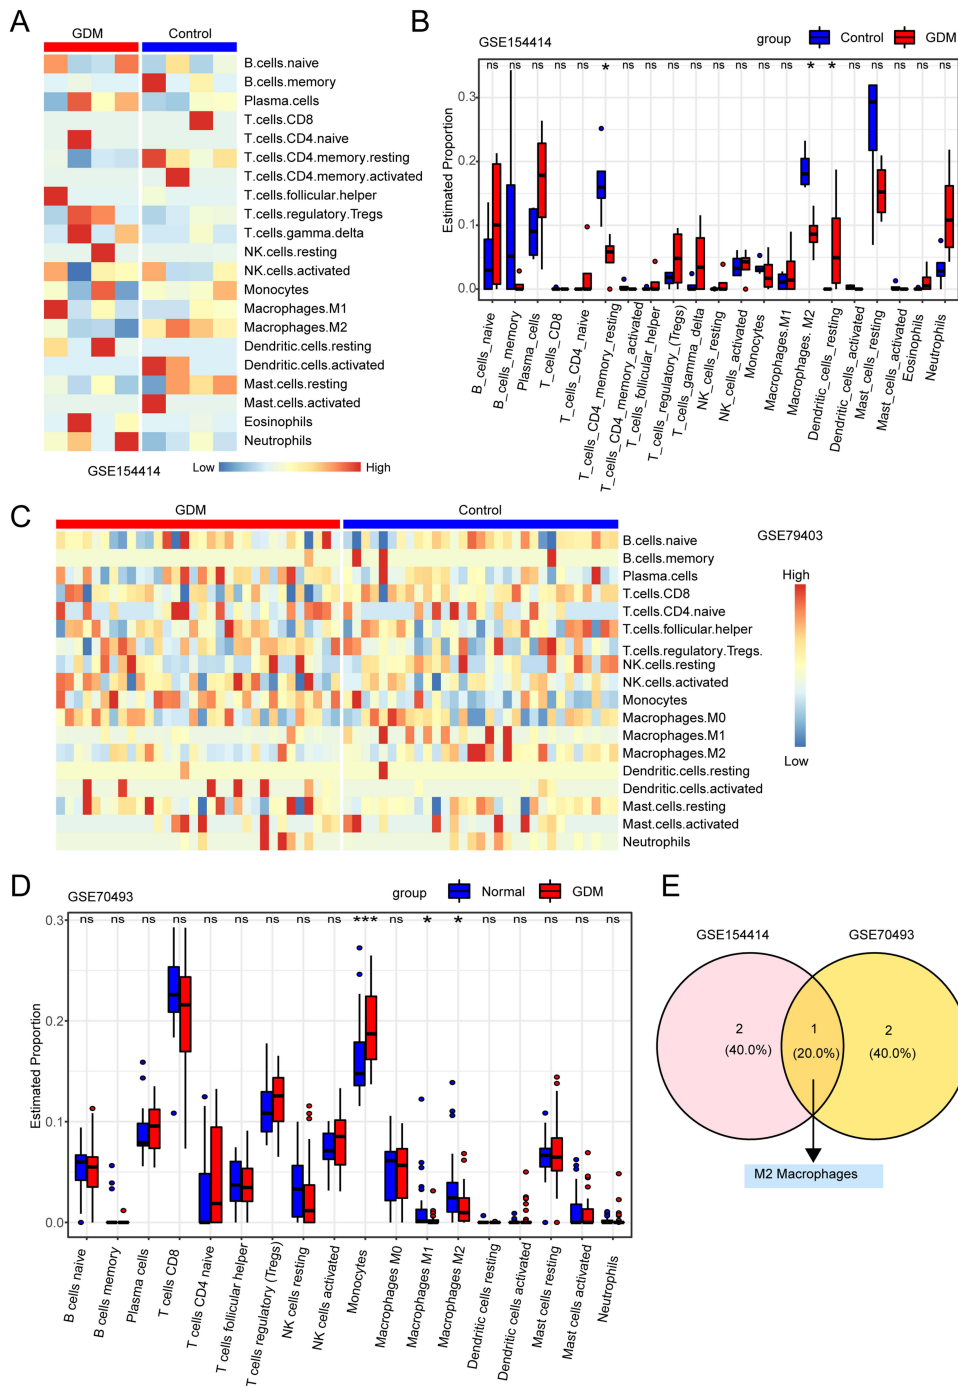 A
GDM
Control
B.cells.naive
B.cells.memory
Plasma.cells
T.cells.CD8
T.cells.CD4.naive
T.cells.CD4.memory.resting
T.cells.CD4.memory.activated
T.cells.follicular.helper
T.cells.regulatory.Tregs
T.cells.gamma.delta
NK.cells.resting
NK.cells.activated
Monocytes
Macrophages.M1
Macrophages.M2
Dendritic.cells.resting
Dendritic.cells.activated
Mast.cells.resting
Mast.cells.activated
Eosinophils
Neutrophils
GSE154414
Low
High
B
GSE154414
group
Control
GDM
ns ns ns ns ns * ns ns ns ns ns ns ns ns * * ns ns ns ns ns
Estimated Proportion
0.3
0.2
0.1
0.0
B_cells_naive
B_cells_memory
Plasma_cells
T_cells_CD8
T_cells_CD4_naive
T_cells_CD4_memory_resting
T_cells_CD4_memory_activated
T_cells_follicular_helper
T_cells_regulatory_(Tregs)
T_cells_gamma_delta
NK_cells_resting
NK_cells_activated
Monocytes
Macrophages.M1
Macrophages. M2
Dendritic_cells_resting
Dendritic_cells_activated
Mast_cells_resting
Mast_cells_activated
Eosinophils
Neutrophils
C
GDM
Control
GSE79403
B.cells.naive
B.cells.memory
Plasma.cells
T.cells.CD8
T.cells.CD4.naive
T.cells.follicular.helper
T.cells.regulatory.Tregs.
NK.cells.resting
NK.cells.activated
Monocytes
Macrophages.M0
Macrophages.M1
Macrophages.M2
Dendritic.cells.resting
Dendritic.cells.activated
Mast.cells.resting
Mast.cells.activated
Neutrophils
High
Low
D
GSE70493
group
Normal
GDM
ns ns ns ns ns ns ns ns ns *** ns * * ns ns ns ns ns
Estimated Proportion
0.3
0.2
0.1
0.0
B cells naive
B cells memory
Plasma cells
T cells CD8
T cells CD4 naive
T cells follicular helper
T cells regulatory (Tregs)
NK cells resting
NK cells activated
Monocytes
Macrophages M0
Macrophages M1
Macrophages M2
Dendritic cells resting
Dendritic cells activated
Mast cells resting
Mast cells activated
Neutrophils
E
GSE154414
GSE70493
2
(40.0%)
1
(20.0%)
2
(40.0%)
M2 Macrophages